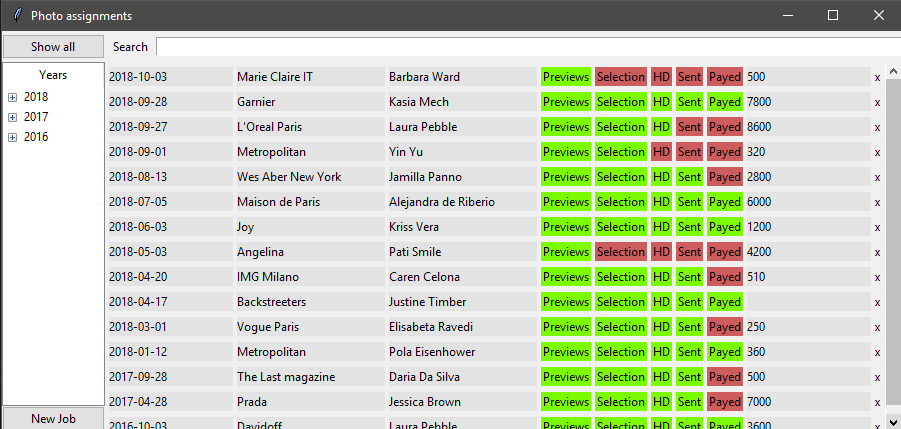 Photo assignments
Show all Search
Years
2018
2017
2016
New Job
2018-10-03 Marie Claire IT Barbara Ward Previews Selection HD Sent Payed 500 x
2018-09-28 Garnier Kasia Mech Previews Selection HD Sent Payed 7800 x
2018-09-27 L'Oreal Paris Laura Pebble Previews Selection HD Sent Payed 8600 x
2018-09-01 Metropolitan Yin Yu Previews Selection HD Sent Payed 320 x
2018-08-13 Wes Aber New York Jamilla Panno Previews Selection HD Sent Payed 2800 x
2018-07-05 Maison de Paris Alejandra de Riberio Previews Selection HD Sent Payed 6000 x
2018-06-03 Joy Kriss Vera Previews Selection HD Sent Payed 1200 x
2018-05-03 Angelina Pati Smile Previews Selection HD Sent Payed 4200 x
2018-04-20 IMG Milano Caren Celona Previews Selection HD Sent Payed 510 x
2018-04-17 Backstreeters Justine Timber Previews Selection HD Sent Payed x
2018-03-01 Vogue Paris Elisabeta Ravedi Previews Selection HD Sent Payed 250 x
2018-01-12 Metropolitan Pola Eisenhower Previews Selection HD Sent Payed 360 x
2017-09-28 The Last magazine Daria Da Silva Previews Selection HD Sent Payed 500 x
2017-04-28 Prada Jessica Brown Previews Selection HD Sent Payed 7000 x
2016-10-03 Davidoff Laura Pebble Previews Selection HD Sent Payed 3600 x